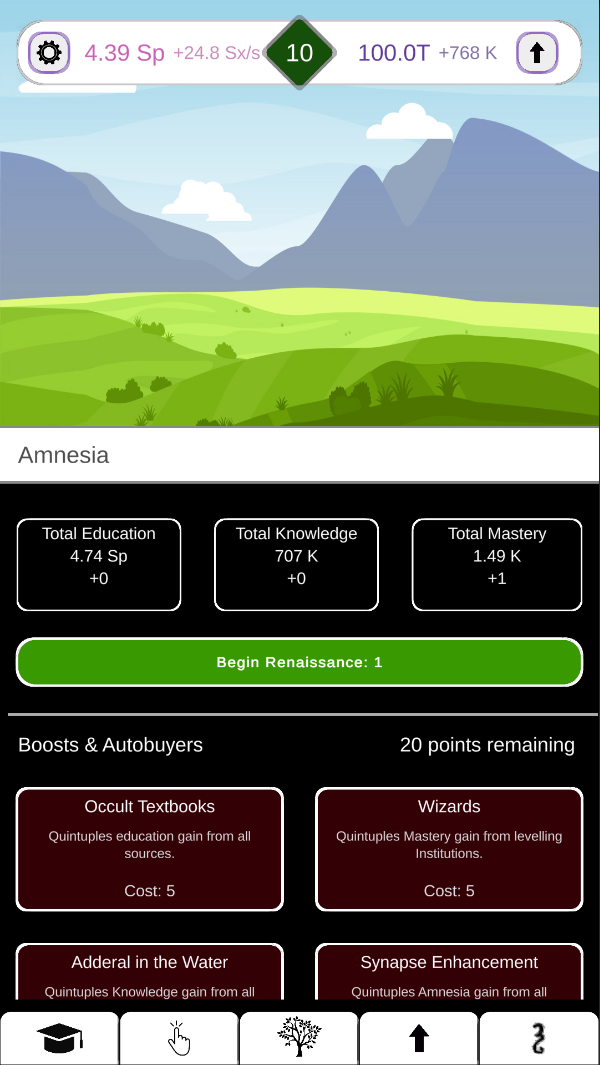 4.39 Sp +24.8 Sx/s 10 100.0T +768 K
Amnesia
Total Education
4.74 Sp
+0
Total Knowledge
707 K
+0
Total Mastery
1.49 K
+1
Begin Renaissance: 1
Boosts & Autobuyers
20 points remaining
Occult Textbooks
Quintuples education gain from all
sources.
Cost: 5
Wizards
Quintuples Mastery gain from levelling
Institutions.
Cost: 5
Adderal in the Water
Quintuples Knowledge gain from all
Synapse Enhancement
Quintuples Amnesia gain from all